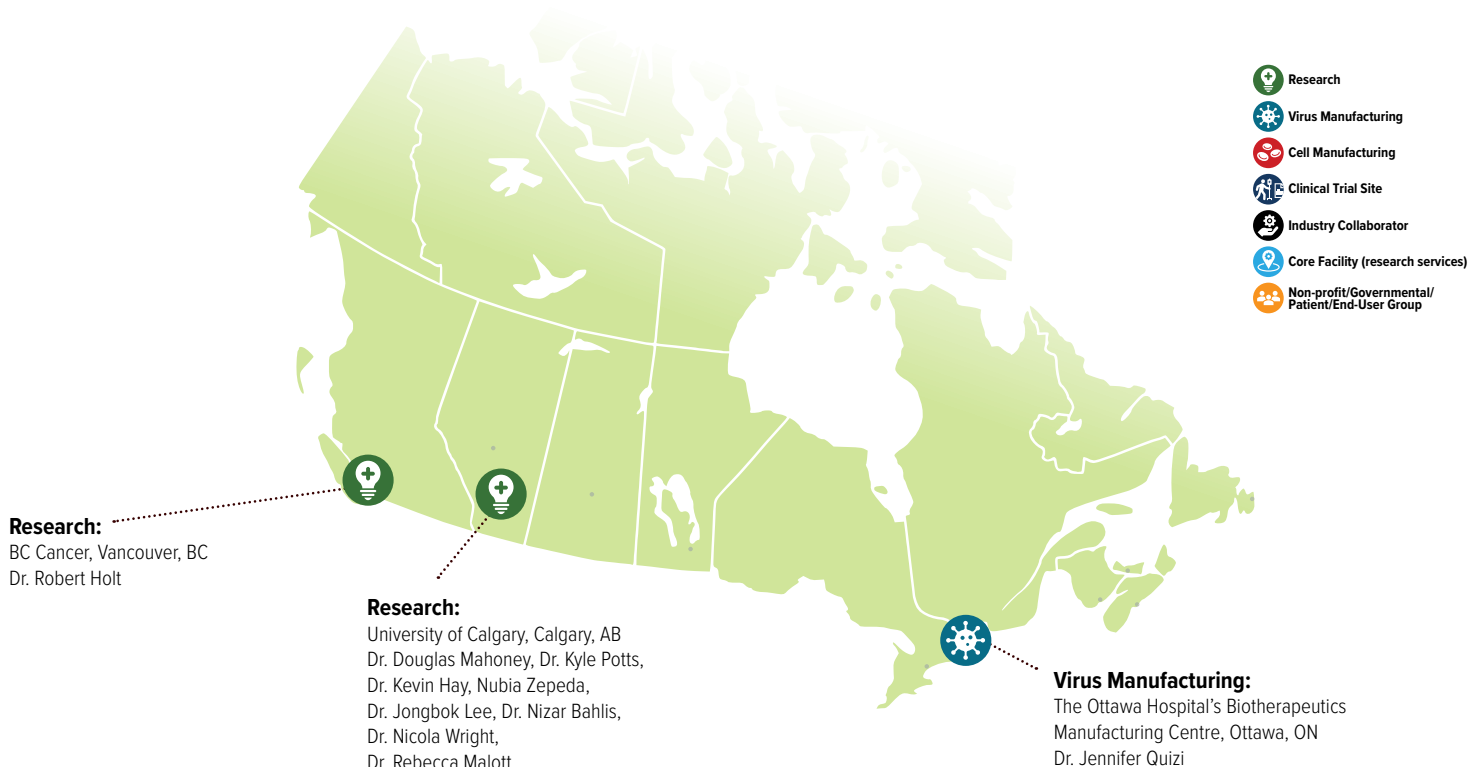 Research
Virus Manufacturing
Cell Manufacturing
Clinical Trial Site
Industry Collaborator
Core Facility (research services)
Non-profit/Governmental/
Patient/End-User Group
Research:
BC Cancer, Vancouver, BC
Dr. Robert Holt
Research:
University of Calgary, Calgary, AB
Dr. Douglas Mahoney, Dr. Kyle Potts,
Dr. Kevin Hay, Nubia Zepeda,
Dr. Jongbok Lee, Dr. Nizar Bahlis,
Dr. Nicola Wright,
Dr. Rebecca Malott
Virus Manufacturing:
The Ottawa Hospital’s Biotherapeutics
Manufacturing Centre, Ottawa, ON
Dr. Jennifer Quizi